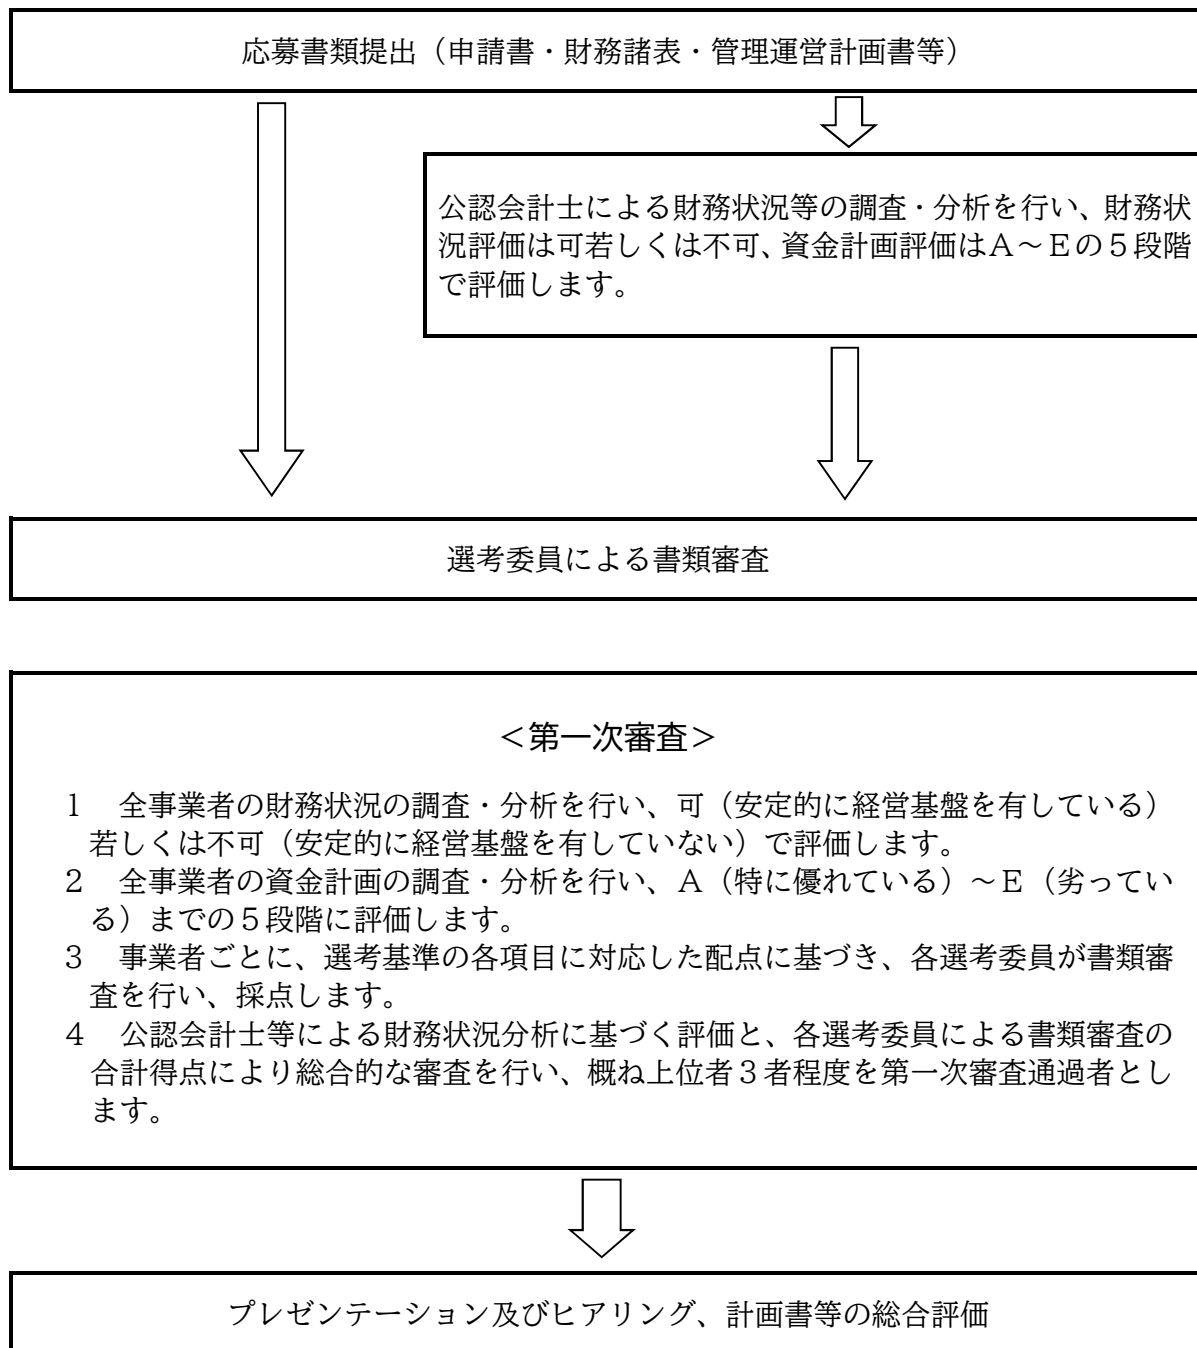 応募書類提出（申請書・財務諸表・管理運営計画書等）
公認会計士による財務状況等の調査・分析を行い、財務状
況評価は可若しくは不可、資金計画評価はＡ～Ｅの５段階
で評価します。
選考委員による書類審査
＜第一次審査＞
１　全事業者の財務状況の調査・分析を行い、可（安定的に経営基盤を有している）
若しくは不可（安定的に経営基盤を有していない）で評価します。
２　全事業者の資金計画の調査・分析を行い、Ａ（特に優れている）～Ｅ（劣ってい
る）までの５段階に評価します。
３　事業者ごとに、選考基準の各項目に対応した配点に基づき、各選考委員が書類審
査を行い、採点します。
４　公認会計士等による財務状況分析に基づく評価と、各選考委員による書類審査の
合計得点により総合的な審査を行い、概ね上位者３者程度を第一次審査通過者とし
ます。
プレゼンテーション及びヒアリング、計画書等の総合評価